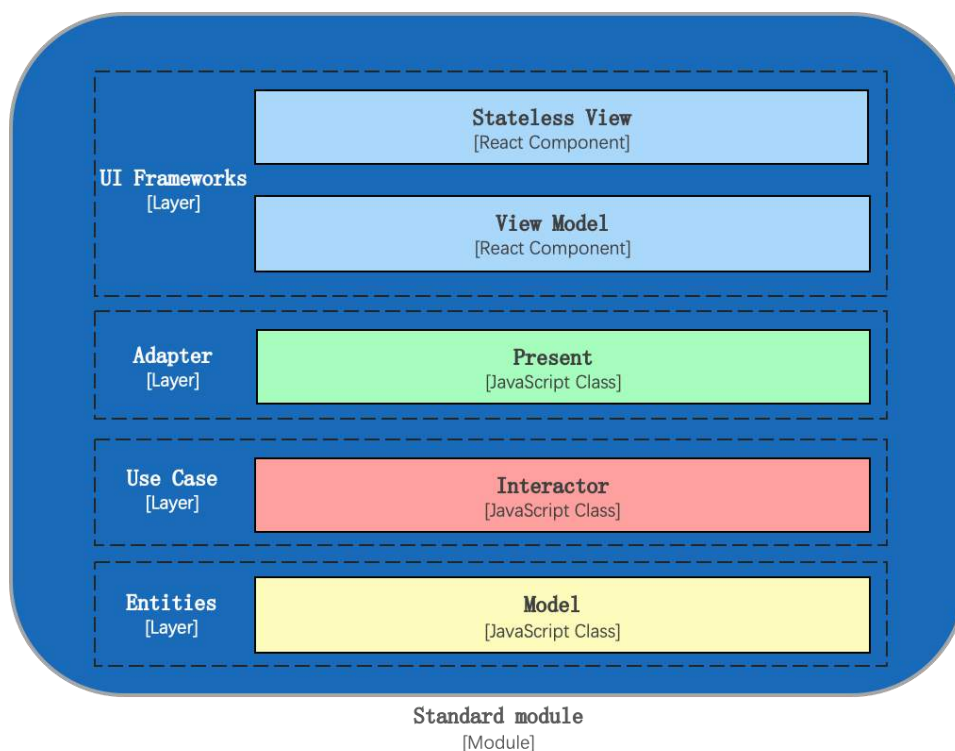 Stateless View
[React Component]
UI Frameworks
[Layer]
View Model
[React Component]
Adapter
[Layer]
Present
[JavaScript Class]
Use Case
[Layer]
Interactor
[JavaScript Class]
Entities
[Layer]
Model
[JavaScript Class]
Standard module
[Module]